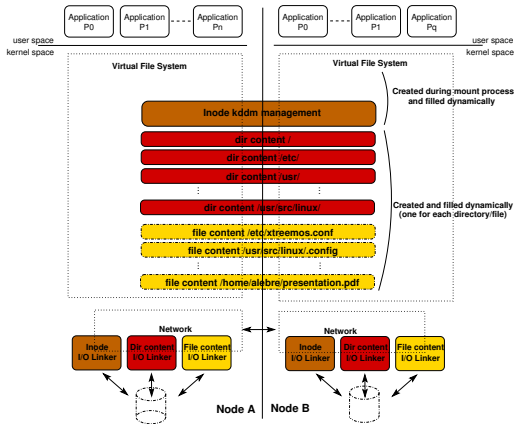 Application
P0
Application
P1
Application
Pn
Application
P0
Application
P1
Application
Pq
user space
kernel space
user space
kernel space
Virtual File System
Virtual File System
Created during mount process
and filled dynamically
Inode kddm management
dir content /
dir content /etc/
dir content /usr/
dir content /usr/src/linux/
Created and filled dynamically
(one for each directory/file)
file content /etc/xtreemos.conf
file content /usr/src/linux/.config
file content /home/alebre/presentation.pdf
Network
Network
Inode
I/O Linker
Dir content
I/O Linker
File content
I/O Linker
Inode
I/O Linker
Dir content
I/O Linker
File content
I/O Linker
Node A
Node B